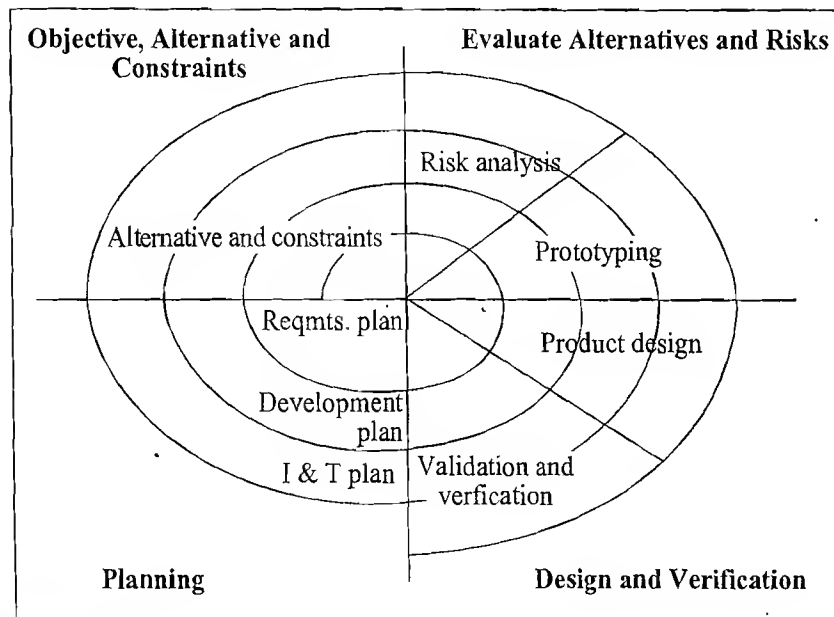 Objective, Alternative and
Constraints
Evaluate Alternatives and Risks
Risk analysis
Alternative and constraints
Prototyping
Reqmts. plan
Product design
Development
plan
I & T plan
Validation and
verfication
Planning
Design and Verification